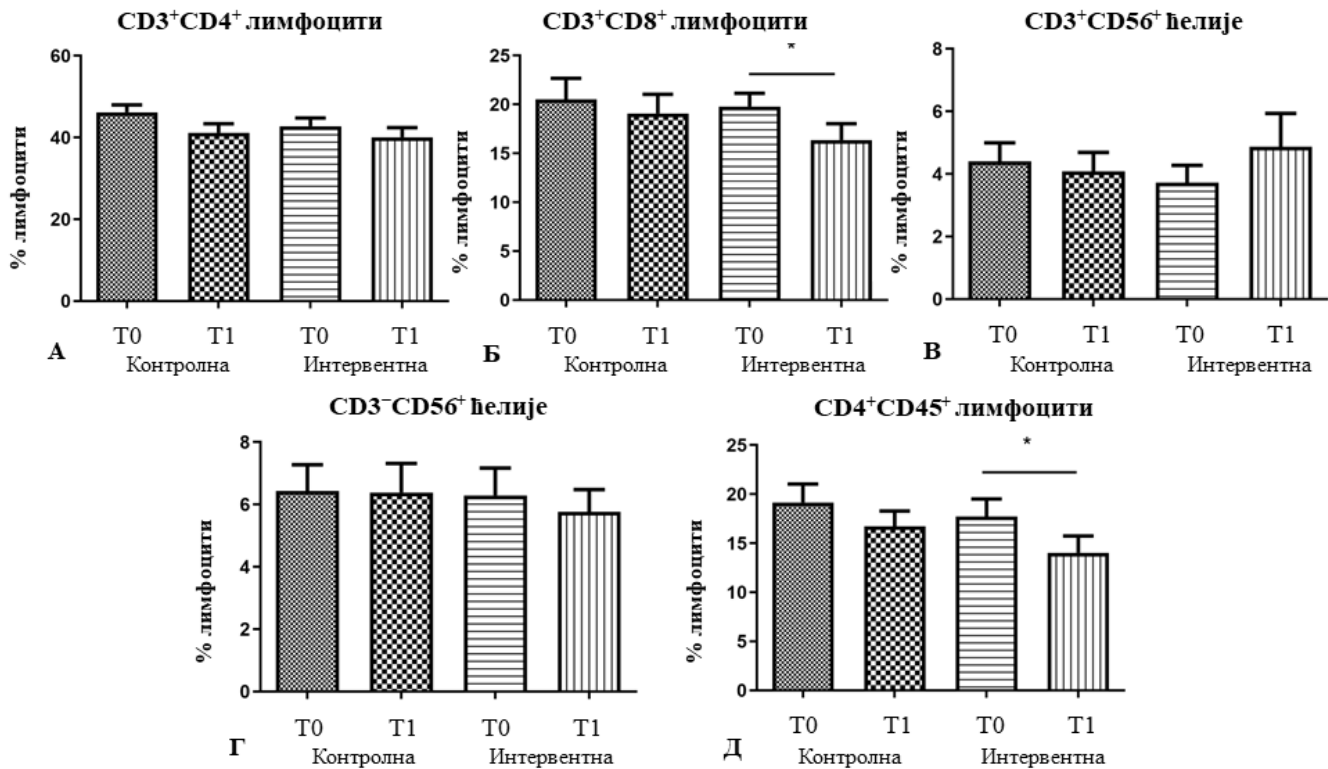 CD3⁺CD4⁺ лимфоцити
% лимфоцити
60
40
20
0
T0 T1 T0 T1
А
Контролна Интервентна
CD3⁺CD8⁺ лимфоцити
*
% лимфоцити
25
20
15
10
5
0
T0 T1 T0 T1
Б
Контролна Интервентна
CD3⁺CD56⁺ ћелије
% лимфоцити
8
6
4
2
0
T0 T1 T0 T1
В
Контролна Интервентна
CD3⁻CD56⁺ ћелије
% лимфоцити
8
6
4
2
0
T0 T1 T0 T1
Г
Контролна Интервентна
CD4⁺CD45⁺ лимфоцити
*
% лимфоцити
25
20
15
10
5
0
T0 T1 T0 T1
Д
Контролна Интервентна